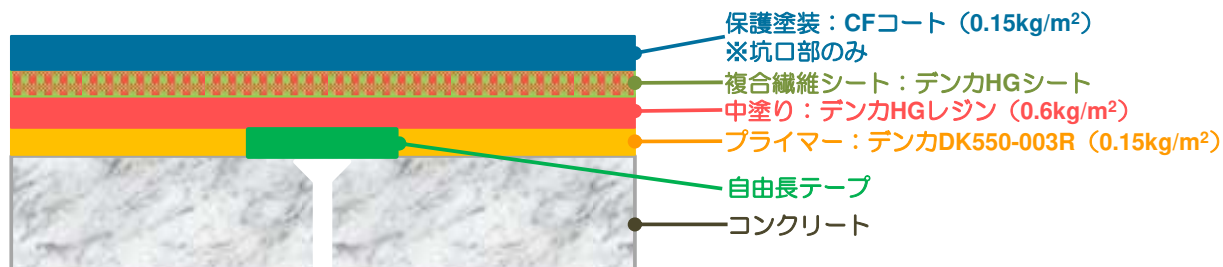 保護塗装：CFコート（0.15kg/m²）
※坑口部のみ
複合繊維シート：デンカHGシート
中塗り：デンカHGレジン（0.6kg/m²）
プライマー：デンカDK550-003R（0.15kg/m²）
自由長テープ
コンクリート